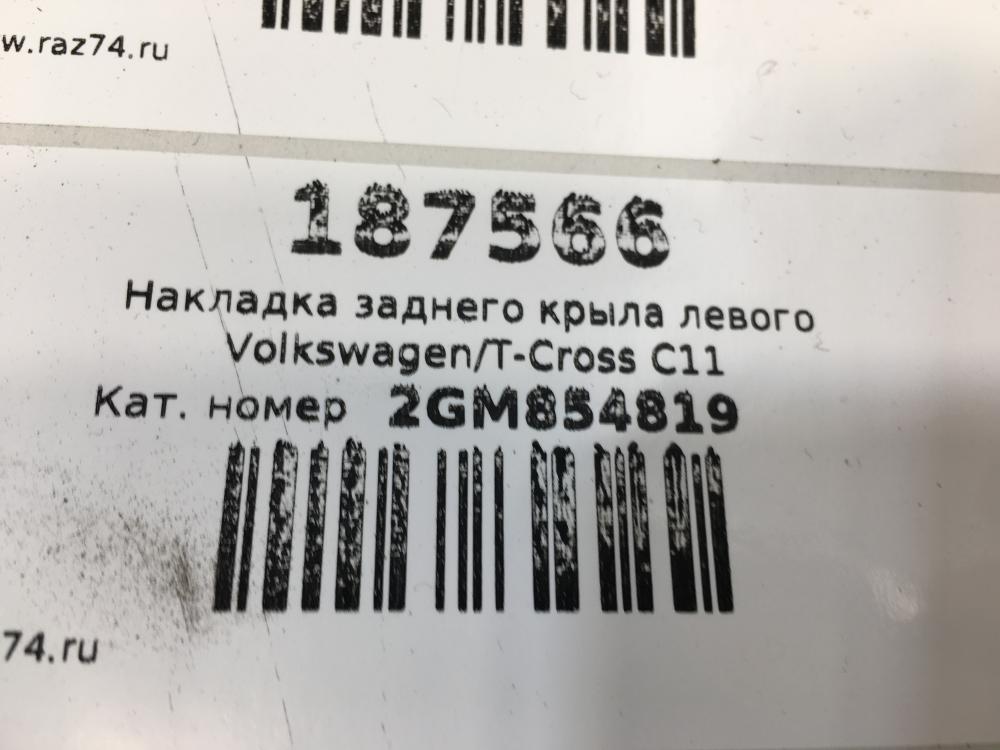 w.raz74.ru
187566
Накладка заднего крыла левого
Volkswagen/T-Cross C11
Кат. номер 2GM854819
74.ru